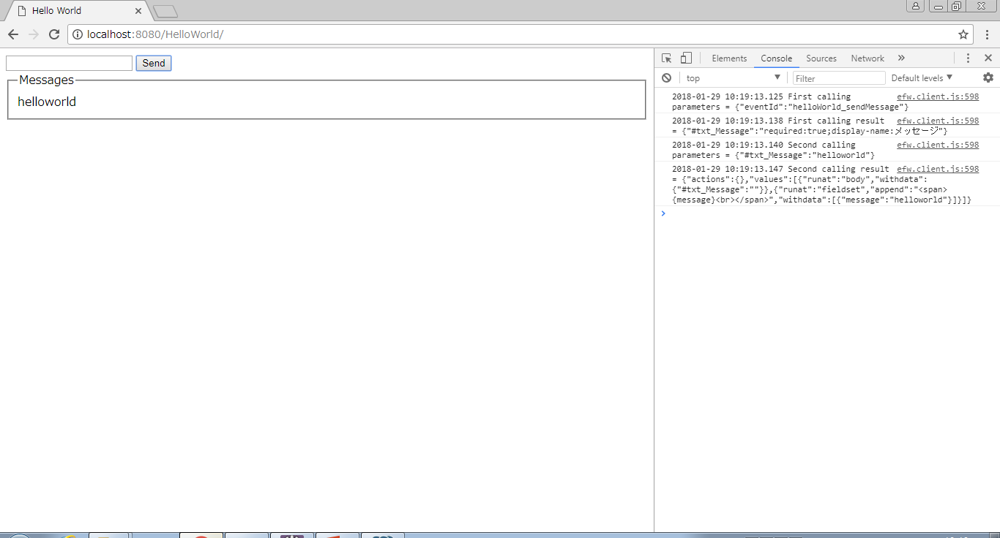 Hello World
localhost:8080/HelloWorld/
Send
Messages
helloworld
Elements Console Sources Network »
top Filter Default levels
2018-01-29 10:19:13.125 First calling efw.client.js:598
parameters = {"eventId":"helloWorld_sendMessage"}
2018-01-29 10:19:13.138 First calling result efw.client.js:598
= {"#txt_Message":"required:true;display-name:メッセージ"}
2018-01-29 10:19:13.140 Second calling efw.client.js:598
parameters = {"#txt_Message":"helloworld"}
2018-01-29 10:19:13.147 Second calling result efw.client.js:598
= {"actions":{},"values":[{"runat":"body","withdata":
{"#txt_Message":""}},{"runat":"fieldset","append":"<span>
{message}<br></span>","withdata":[{"message":"helloworld"}]}]}